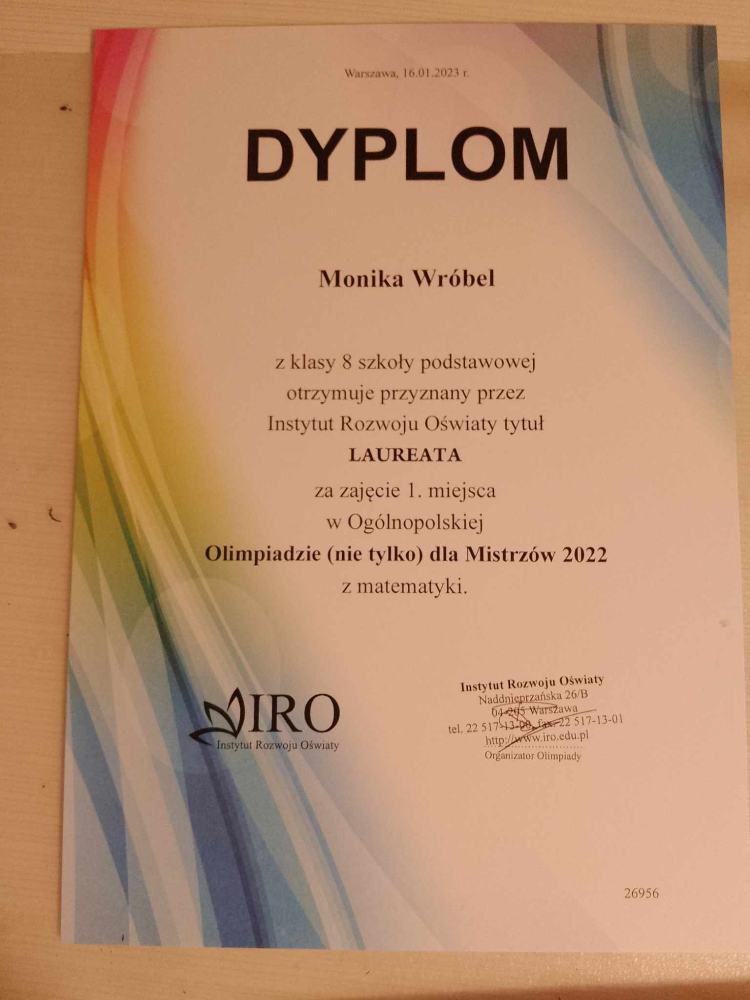 Warszawa, 16.01.2023 r.
DYPLOM
Monika Wróbel
z klasy 8 szkoły podstawowej
otrzymuje przyznany przez
Instytut Rozwoju Oświaty tytuł
LAUREATA
za zajęcie 1. miejsca
w Ogólnopolskiej
Olimpiadzie (nie tylko) dla Mistrzów 2022
z matematyki.
IRO
Instytut Rozwoju Oświaty
Instytut Rozwoju Oświaty
Naddnieprzańska 26/B
04-205 Warszawa
tel. 22 517-13-00, fax. 22 517-13-01
http://www.iro.edu.pl
Organizator Olimpiady
26956